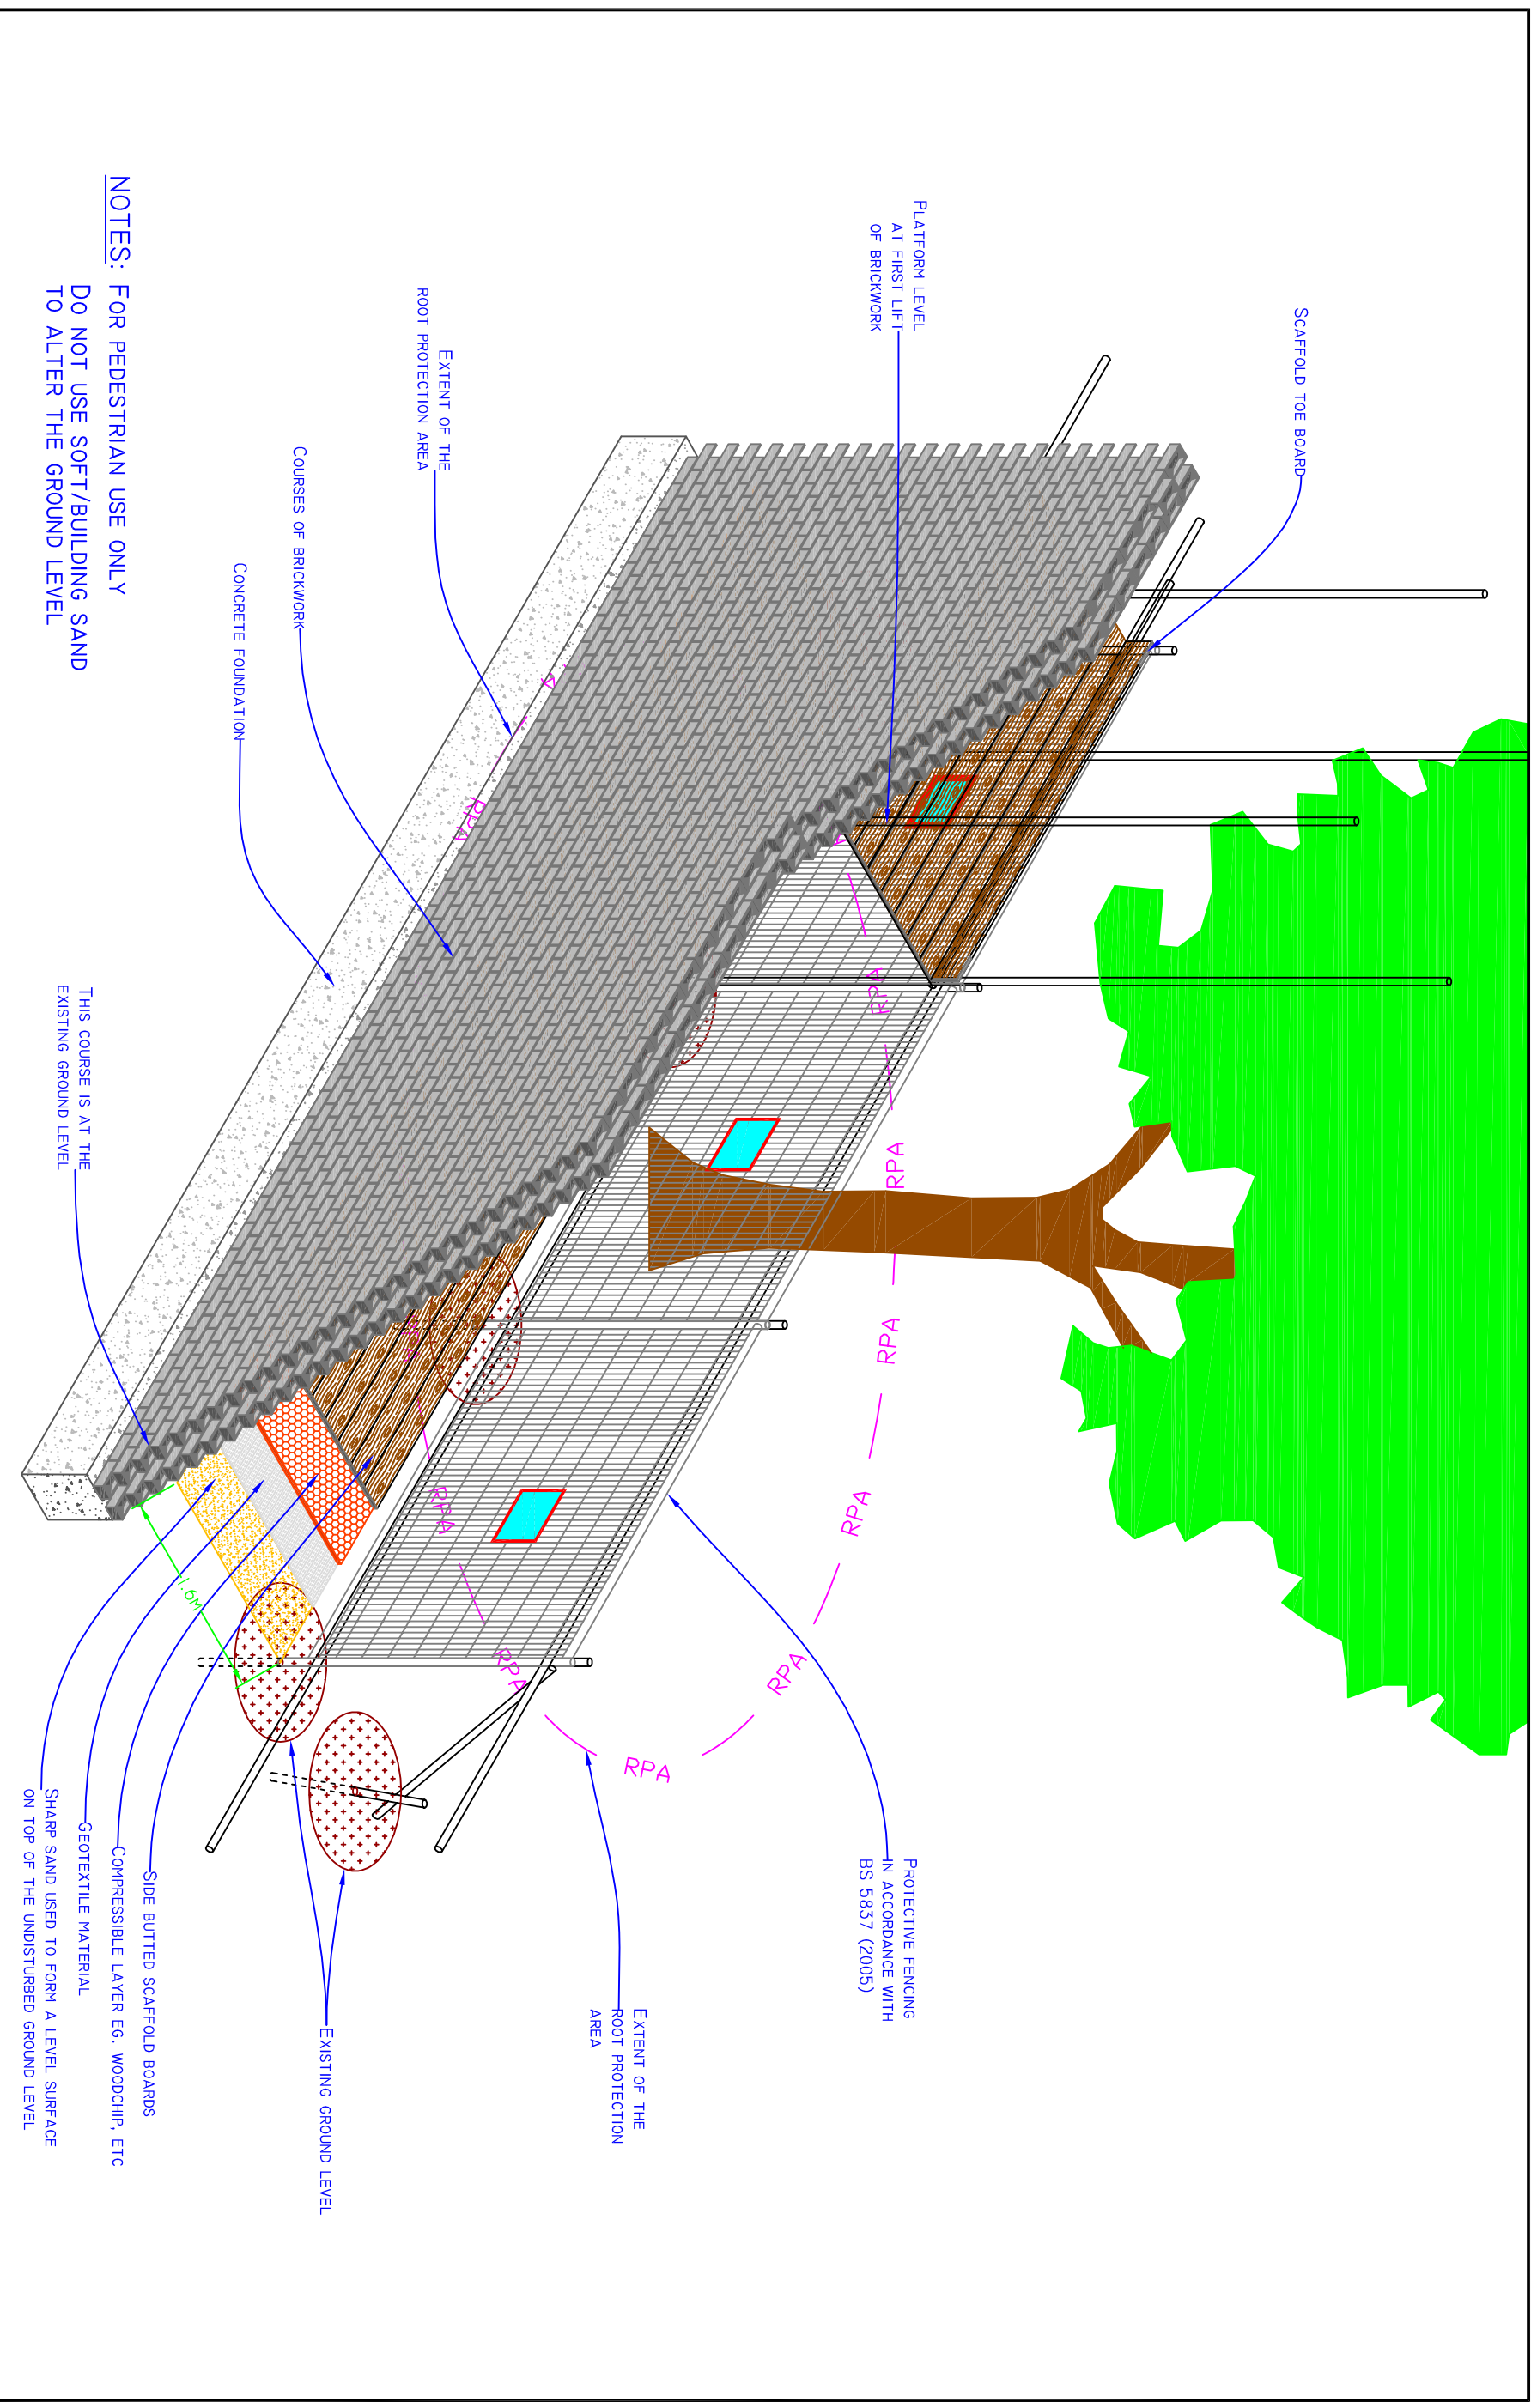 SCAFFOLD TOE BOARD
PLATFORM LEVEL
AT FIRST LIFT
OF BRICKWORK
EXTENT OF THE
ROOT PROTECTION AREA
COURSES OF BRICKWORK
CONCRETE FOUNDATION
THIS COURSE IS AT THE
EXISTING GROUND LEVEL
NOTES: FOR PEDESTRIAN USE ONLY
DO NOT USE SOFT/BUILDING SAND
TO ALTER THE GROUND LEVEL
RPA
RPA
RPA
RPA
RPA
RPA
RPA
RPA
RPA
RPA
1.6M
PROTECTIVE FENCING
IN ACCORDANCE WITH
BS 5837 (2005)
EXTENT OF THE
ROOT PROTECTION
AREA
EXISTING GROUND LEVEL
SIDE BUTTED SCAFFOLD BOARDS
COMPRESSIBLE LAYER EG. WOODCHIP, ETC
GEOTEXTILE MATERIAL
SHARP SAND USED TO FORM A LEVEL SURFACE
ON TOP OF THE UNDISTURBED GROUND LEVEL